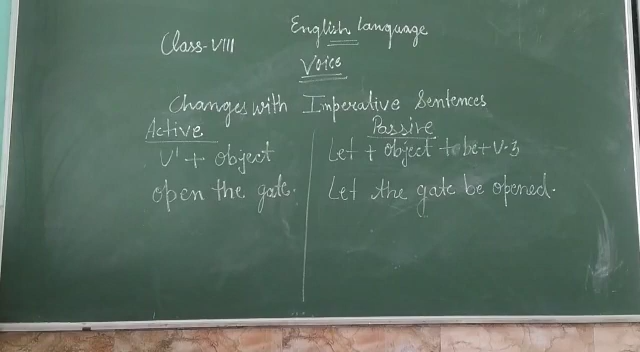 English Language
Class-VIII
Voice
Changes with Imperative Sentences
Active
Passive
V¹ + object
Let + object + be + V-3
open the gate.
Let the gate be opened.